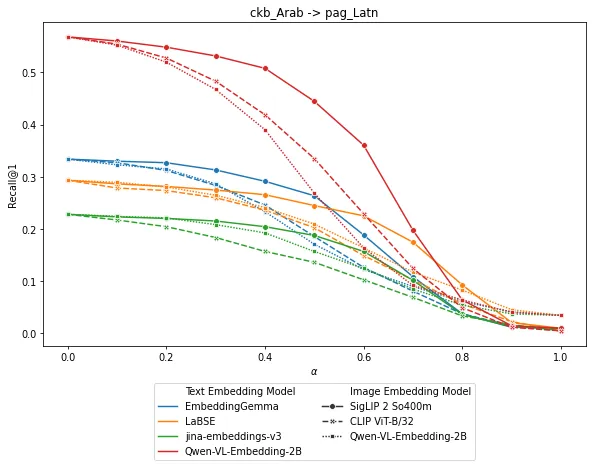 ckb_Arab -> pag_Latn
Recall@1
0.5
0.4
0.3
0.2
0.1
0.0
0.0 0.2 0.4 0.6 0.8 1.0
α
Text Embedding Model Image Embedding Model
EmbeddingGemma SigLIP 2 So400m
LaBSE CLIP ViT-B/32
jina-embeddings-v3 Qwen-VL-Embedding-2B
Qwen-VL-Embedding-2B